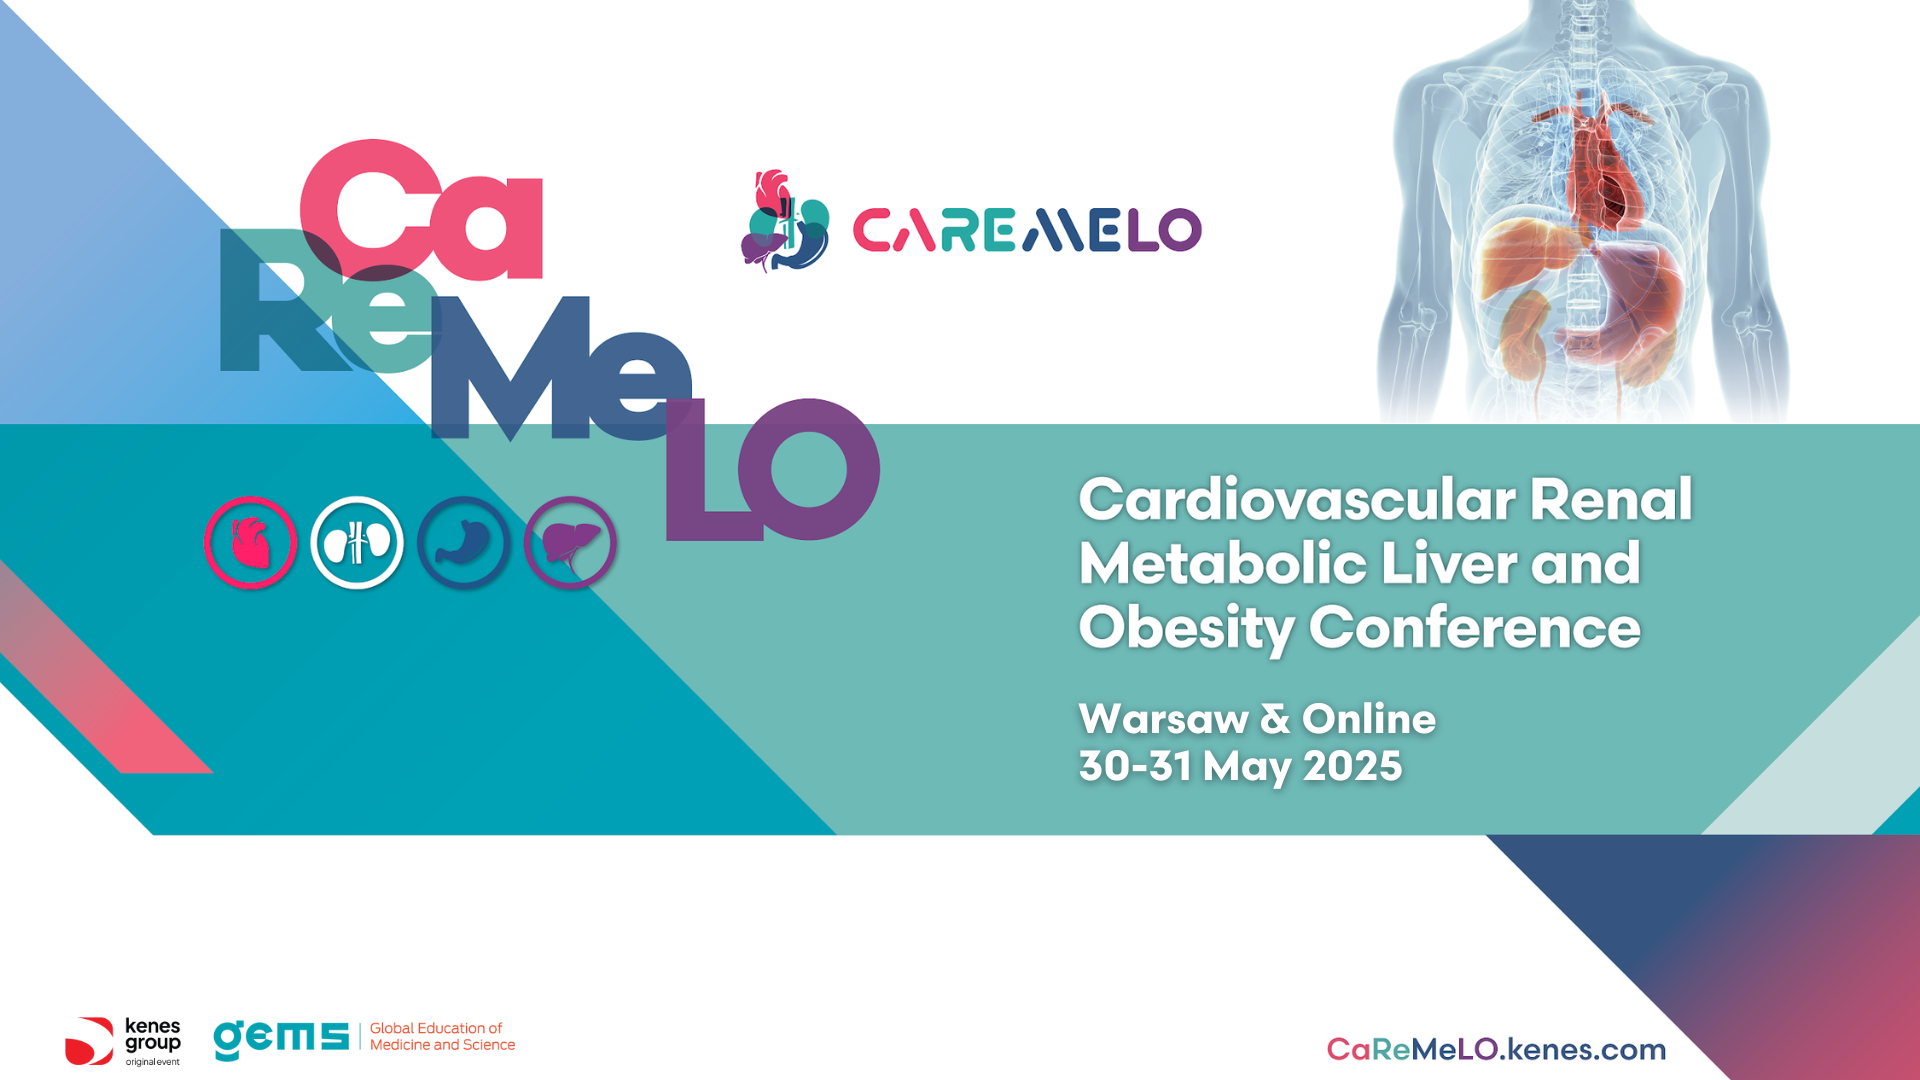 Ca
Re
Me
LO
CAREMELO
Cardiovascular Renal
Metabolic Liver and
Obesity Conference
Warsaw & Online
30-31 May 2025
kenes
group
original event
gems
Global Education of
Medicine and Science
CaReMeLO.kenes.com